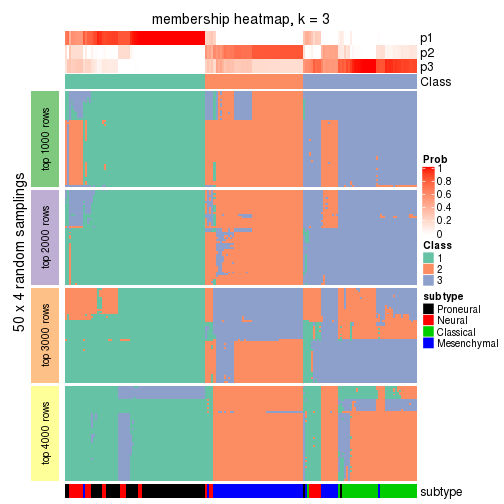 membership heatmap, k = 3
p1
p2
p3
Class
50 x 4 random samplings
top 1000 rows
top 2000 rows
top 3000 rows
top 4000 rows
Prob
1
0.8
0.6
0.4
0.2
0
Class
1
2
3
subtype
Proneural
Neural
Classical
Mesenchymal
subtype